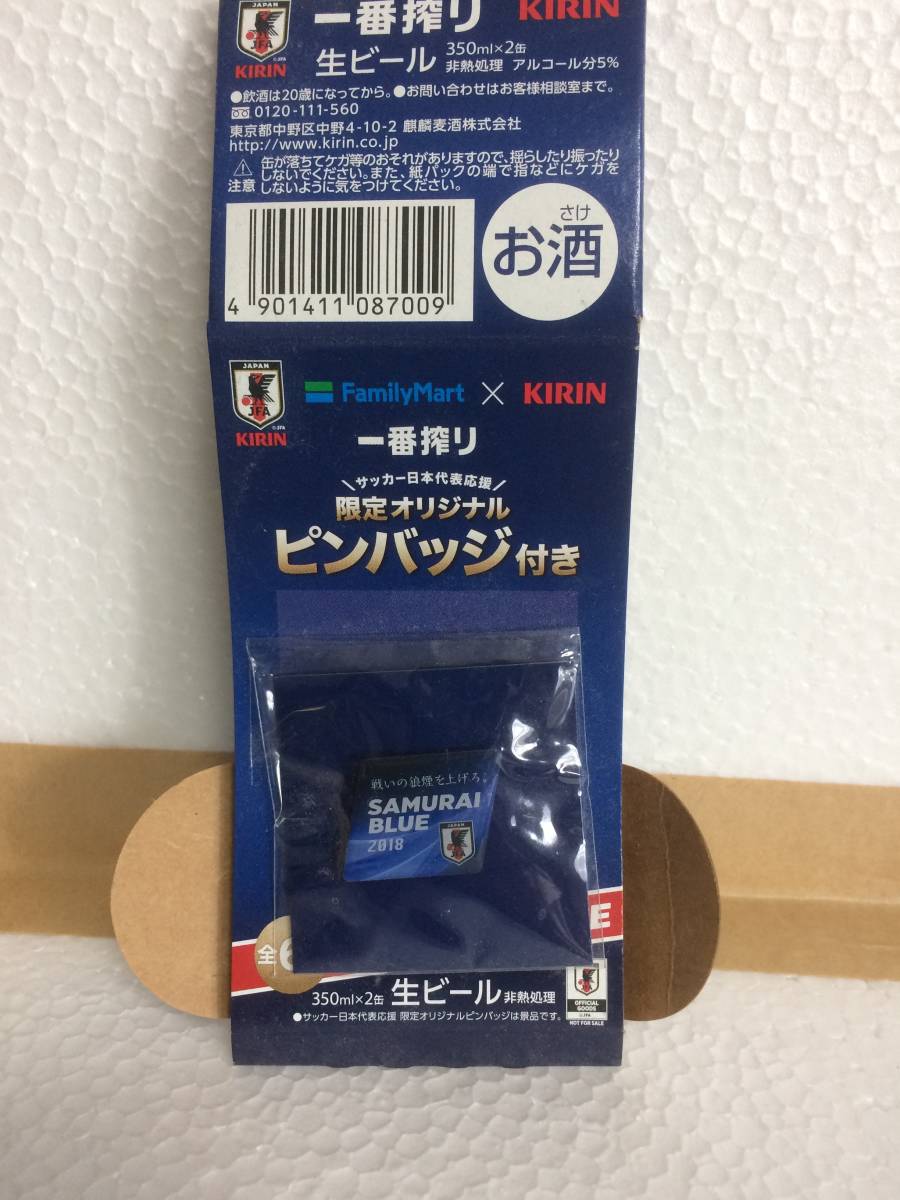 JAPAN
JFA
©JFA
KIRIN
一番搾り
KIRIN
生ビール
350ml×2缶
非熱処理 アルコール分5%
●飲酒は20歳になってから。●お問い合わせはお客様相談室まで。
0120-111-560
東京都中野区中野4-10-2 麒麟麦酒株式会社
http://www.kirin.co.jp
注意
缶が落ちてケガ等のおそれがありますので、揺らしたり振ったり
しないでください。また、紙パックの端で指などにケガを
しないように気をつけてください。
4 901411 087009
さけ
お酒
JAPAN
JFA
©JFA
KIRIN
FamilyMart × KIRIN
一番搾り
\サッカー日本代表応援/
限定オリジナル
ピンバッジ付き
戦いの狼煙を上げろ。
SAMURAI
BLUE
2018
JFA
全6
E
350ml×2缶 生ビール 非熱処理
●サッカー日本代表応援 限定オリジナルピンバッジは景品です。
OFFICIAL
GOODS
©JFA
NOT FOR SALE